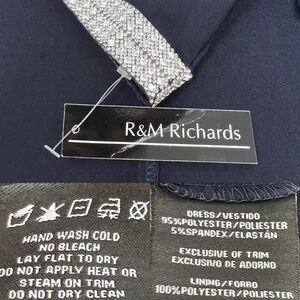 R&M Richards
HAND WASH COLD
NO BLEACH
LAY FLAT TO DRY
DO NOT APPLY HEAT OR
STEAM ON TRIM
DO NOT DRY CLEAN
DRESS/VESTIDO
95%POLYESTER/POLIESTER
5%SPANDEX/ELASTÁN
EXCLUSIVE OF TRIM
EXCLUSIVO DE ADORNO
LINING/FORRO
100%POLYESTER/POLIESTER